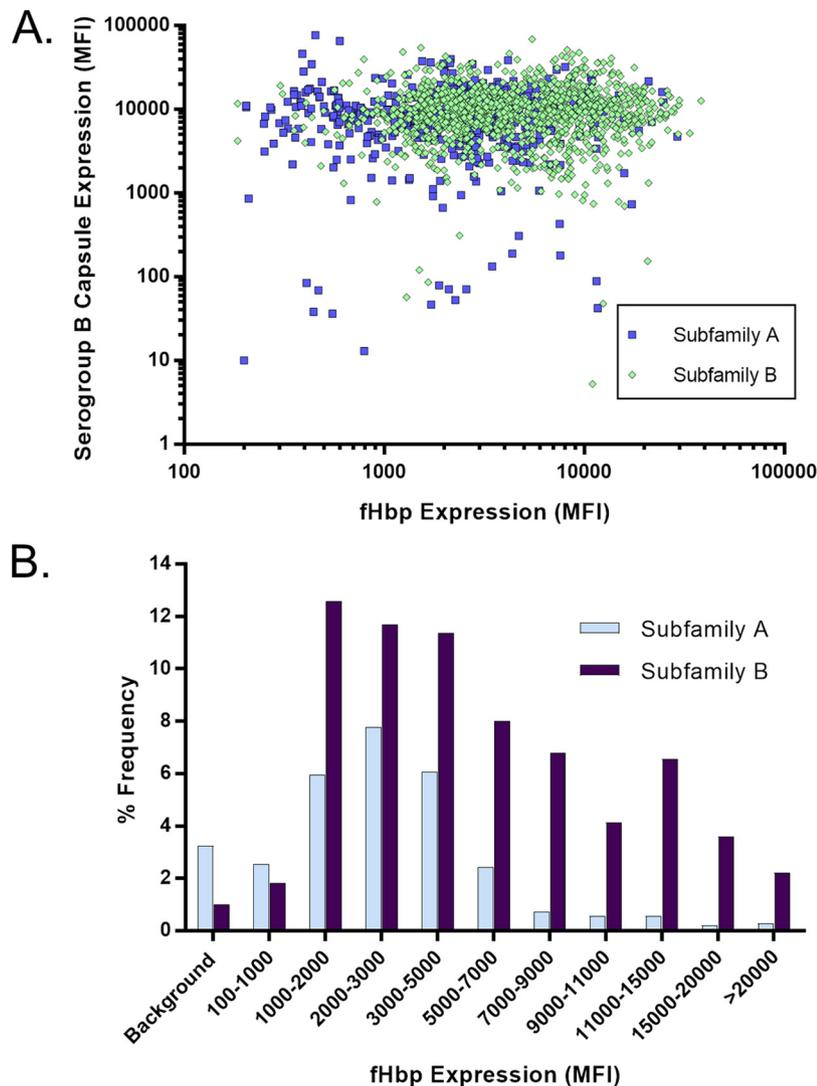 A.
Serogroup B Capsule Expression (MFI)
100000
10000
1000
100
10
1
100
1000
10000
100000
fHbp Expression (MFI)
Subfamily A
Subfamily B
B.
% Frequency
14
12
10
8
6
4
2
0
Subfamily A
Subfamily B
Background
100-1000
1000-2000
2000-3000
3000-5000
5000-7000
7000-9000
9000-11000
11000-15000
15000-20000
>20000
fHbp Expression (MFI)